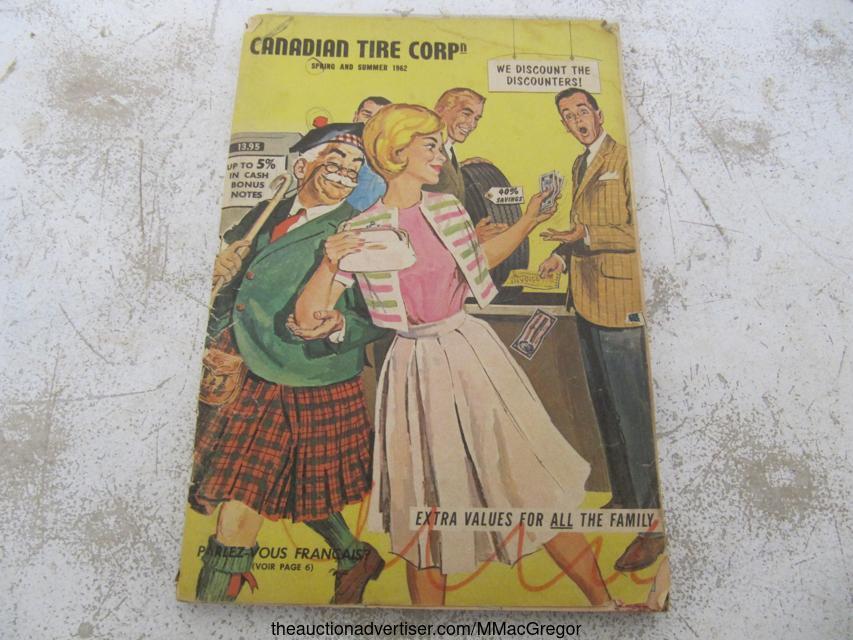 CANADIAN TIRE CORPn
SPRING AND SUMMER 1962
WE DISCOUNT THE
DISCOUNTERS!
13.95
UP TO 5%
IN CASH
BONUS
NOTES
40%
SAVINGS
INVOICE
EXTRA VALUES FOR ALL THE FAMILY
PARLEZ-VOUS FRANCAIS?
(VOIR PAGE 6)
theauctionadvertiser.com/MMacGregor